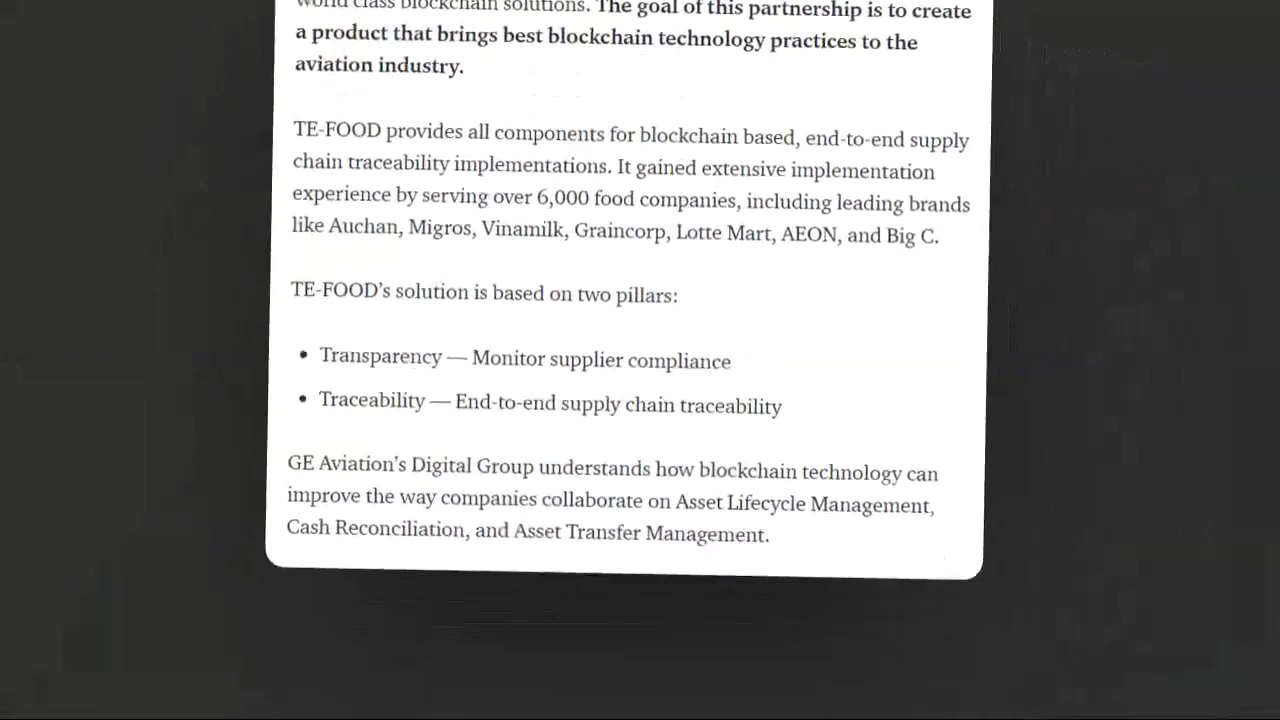 world class blockchain solutions. The goal of this partnership is to create
a product that brings best blockchain technology practices to the
aviation industry.
TE-FOOD provides all components for blockchain based, end-to-end supply
chain traceability implementations. It gained extensive implementation
experience by serving over 6,000 food companies, including leading brands
like Auchan, Migros, Vinamilk, Graincorp, Lotte Mart, AEON, and Big C.
TE-FOOD’s solution is based on two pillars:
• Transparency — Monitor supplier compliance
• Traceability — End-to-end supply chain traceability
GE Aviation’s Digital Group understands how blockchain technology can
improve the way companies collaborate on Asset Lifecycle Management,
Cash Reconciliation, and Asset Transfer Management.